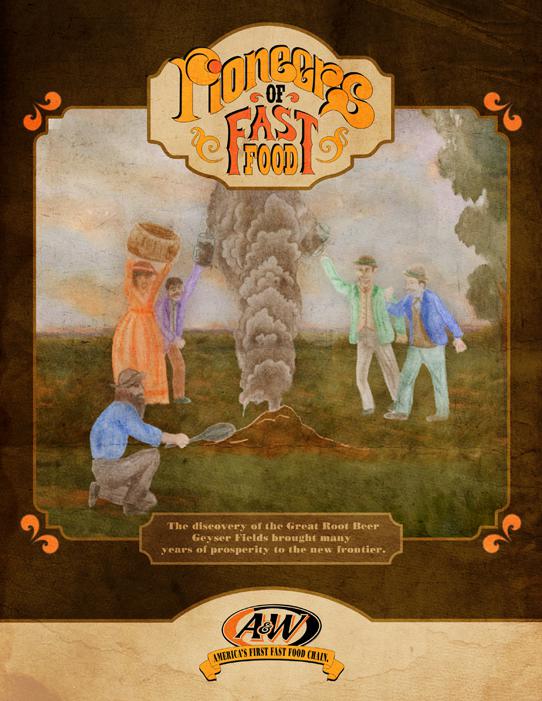 Pioneers
OF
FAST
FOOD
The discovery of the Great Root Beer
Geyser Fields brought many
years of prosperity to the new frontier.
A&W
AMERICA'S FIRST FAST FOOD CHAIN.